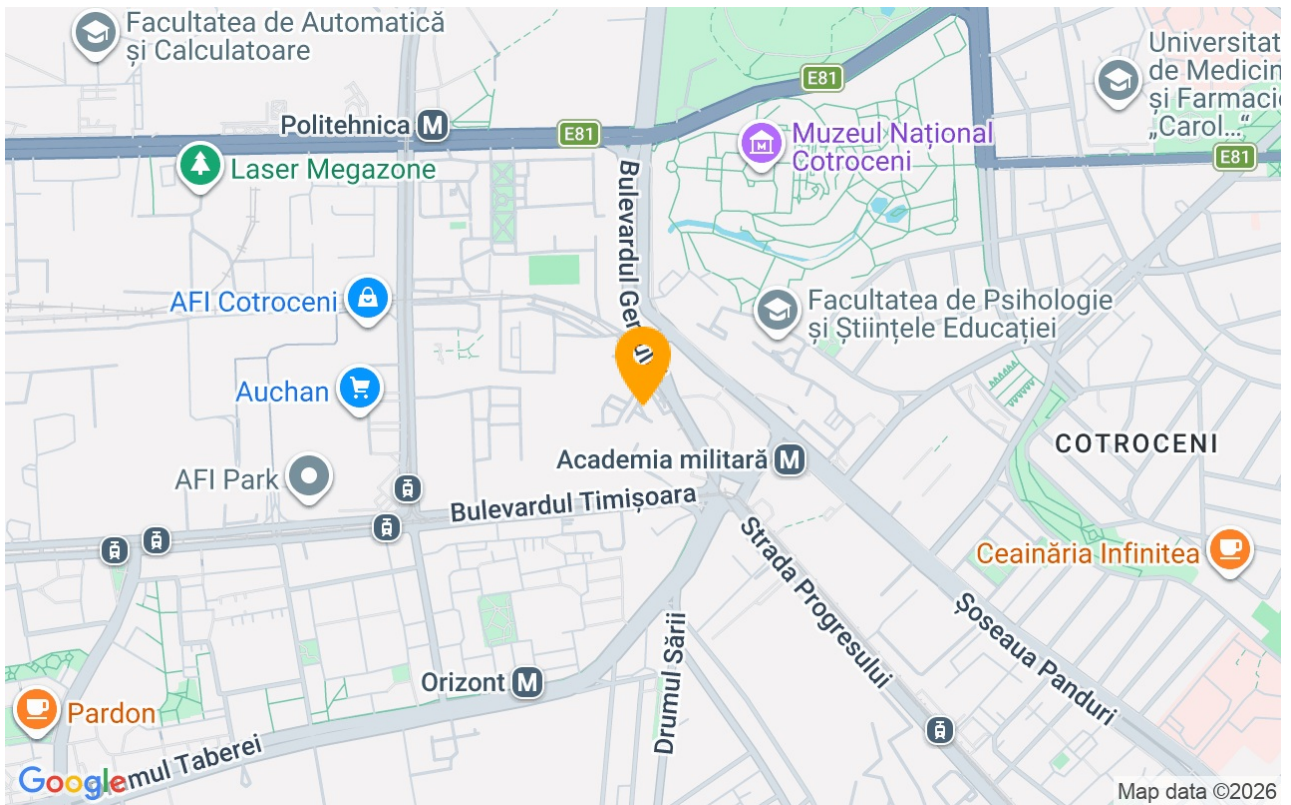 Facultatea de Automatică
și Calculatoare
Universitat
de Medicin
și Farmaci
„Carol...“
E81
Politehnica M
E81
Muzeul Național
Cotroceni
E81
Laser Megazone
Bulevardul Ge
AFI Cotroceni
Facultatea de Psihologie
și Științele Educației
Auchan
COTROCENI
Academia militară M
AFI Park
Bulevardul Timișoara
Strada Progresului
Ceainăria Infinitea
Șoseaua Panduri
Drumul Sării
Orizont M
Pardon
mul Taberei
Google
Map data ©2026